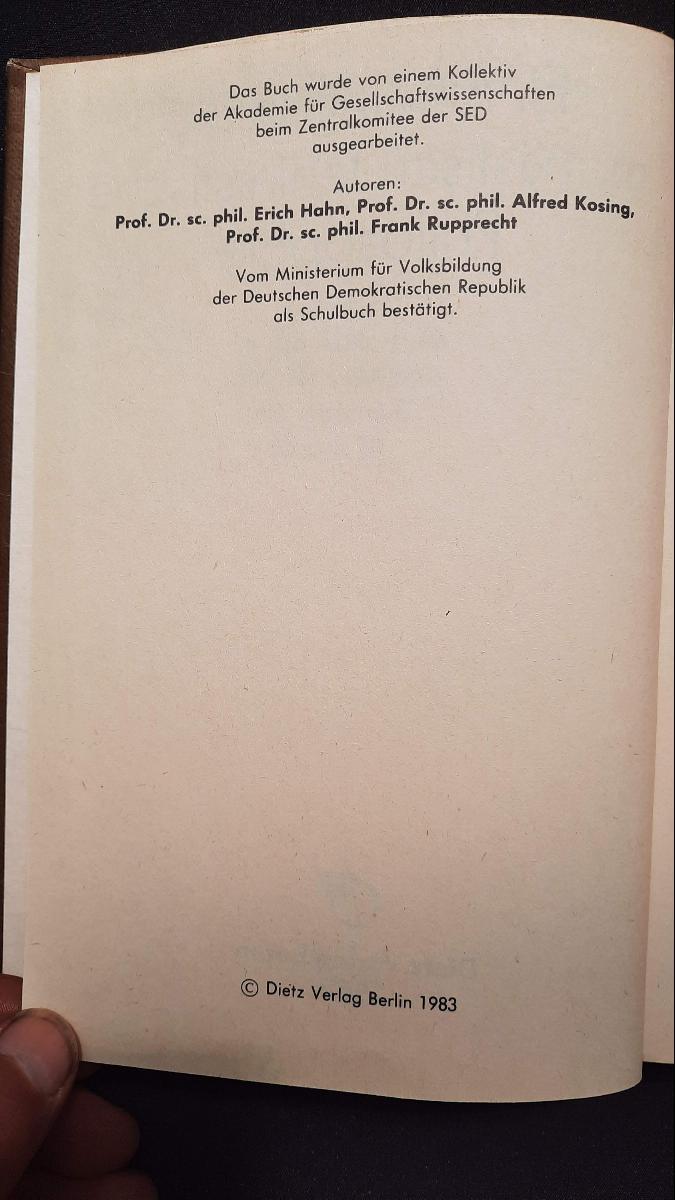 Das Buch wurde von einem Kollektiv
der Akademie für Gesellschaftswissenschaften
beim Zentralkomitee der SED
ausgearbeitet.
Autoren:
Prof. Dr. sc. phil. Erich Hahn, Prof. Dr. sc. phil. Alfred Kosing,
Prof. Dr. sc. phil. Frank Rupprecht
Vom Ministerium für Volksbildung
der Deutschen Demokratischen Republik
als Schulbuch bestätigt.
© Dietz Verlag Berlin 1983